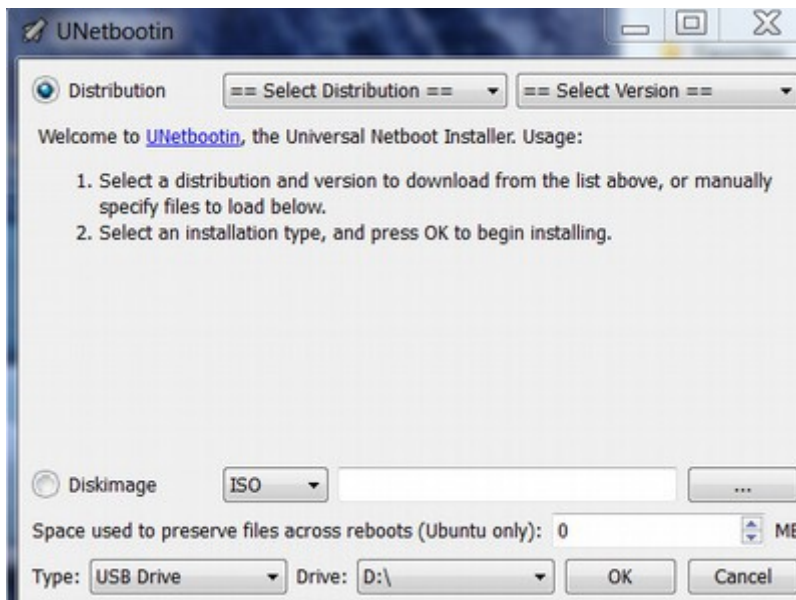 UNetbootin
Distribution == Select Distribution == == Select Version ==
Welcome to UNetbootin, the Universal Netboot Installer. Usage:
1. Select a distribution and version to download from the list above, or manually
specify files to load below.
2. Select an installation type, and press OK to begin installing.
Diskimage ISO ...
Space used to preserve files across reboots (Ubuntu only): 0 MB
Type: USB Drive Drive: D:\ OK Cancel